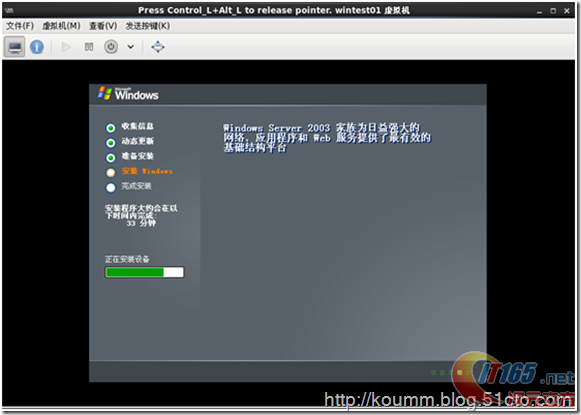 Press Control_L+Alt_L to release pointer. wintest01 虚拟机
文件(F) 虚拟机(M) 查看(V) 发送按键(K)
Microsoft
Windows
收集信息
动态更新
准备安装
安装 Windows
完成安装
安装程序大约会在以
下时间内完成:
33 分钟
正在安装设备
Windows Server 2003 家族为日益强大的
网络、应用程序和 Web 服务提供了最有效的
基础结构平台
IT165.net
http://koumm.blog.51cto.com